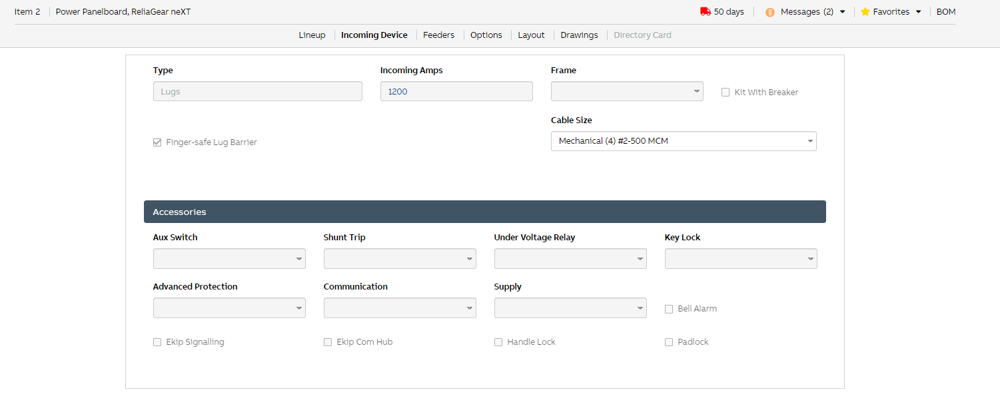 Item 2 Power Panelboard, ReliaGear neXT 50 days Messages (2) Favorites BOM
Lineup Incoming Device Feeders Options Layout Drawings Directory Card
Type Incoming Amps Frame
Lugs 1200 Kit With Breaker
Cable Size
Finger-safe Lug Barrier Mechanical (4) #2-500 MCM
Accessories
Aux Switch Shunt Trip Under Voltage Relay Key Lock
Advanced Protection Communication Supply
Bell Alarm
Ekip Signalling Ekip Com Hub Handle Lock Padlock